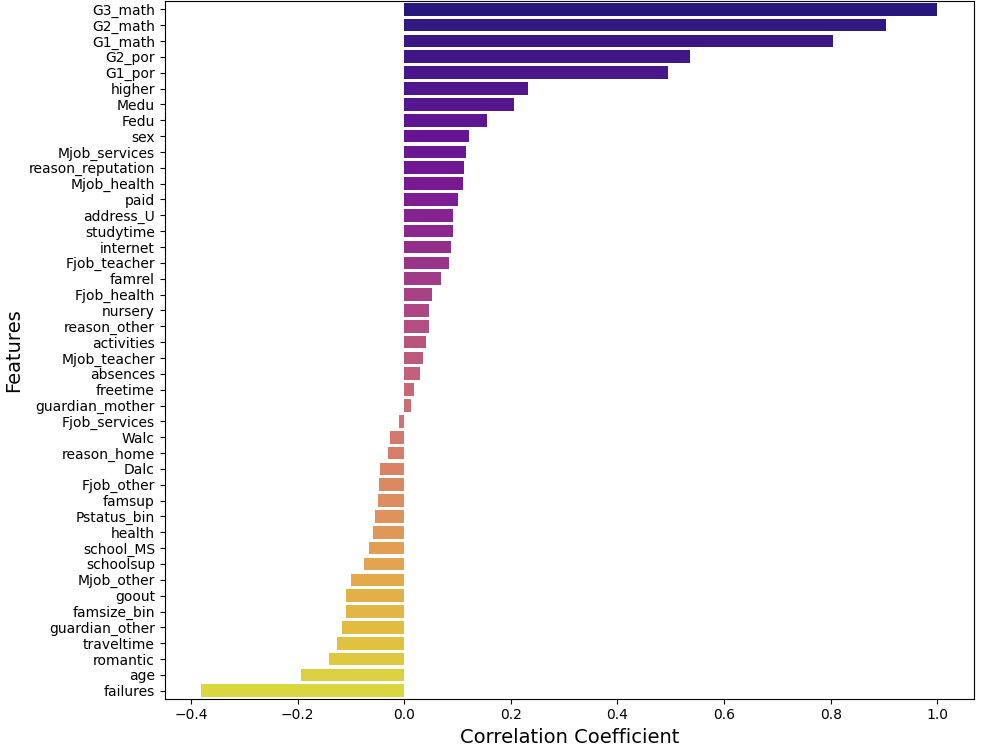 G3_math
G2_math
G1_math
G2_por
G1_por
higher
Medu
Fedu
sex
Mjob_services
reason_reputation
Mjob_health
paid
address_U
studytime
internet
Fjob_teacher
famrel
Fjob_health
nursery
reason_other
activities
Mjob_teacher
absences
freetime
guardian_mother
Fjob_services
Walc
reason_home
Dalc
Fjob_other
famsup
Pstatus_bin
health
school_MS
schoolsup
Mjob_other
goout
famsize_bin
guardian_other
traveltime
romantic
age
failures
Features
−0.4 −0.2 0.0 0.2 0.4 0.6 0.8 1.0
Correlation Coefficient